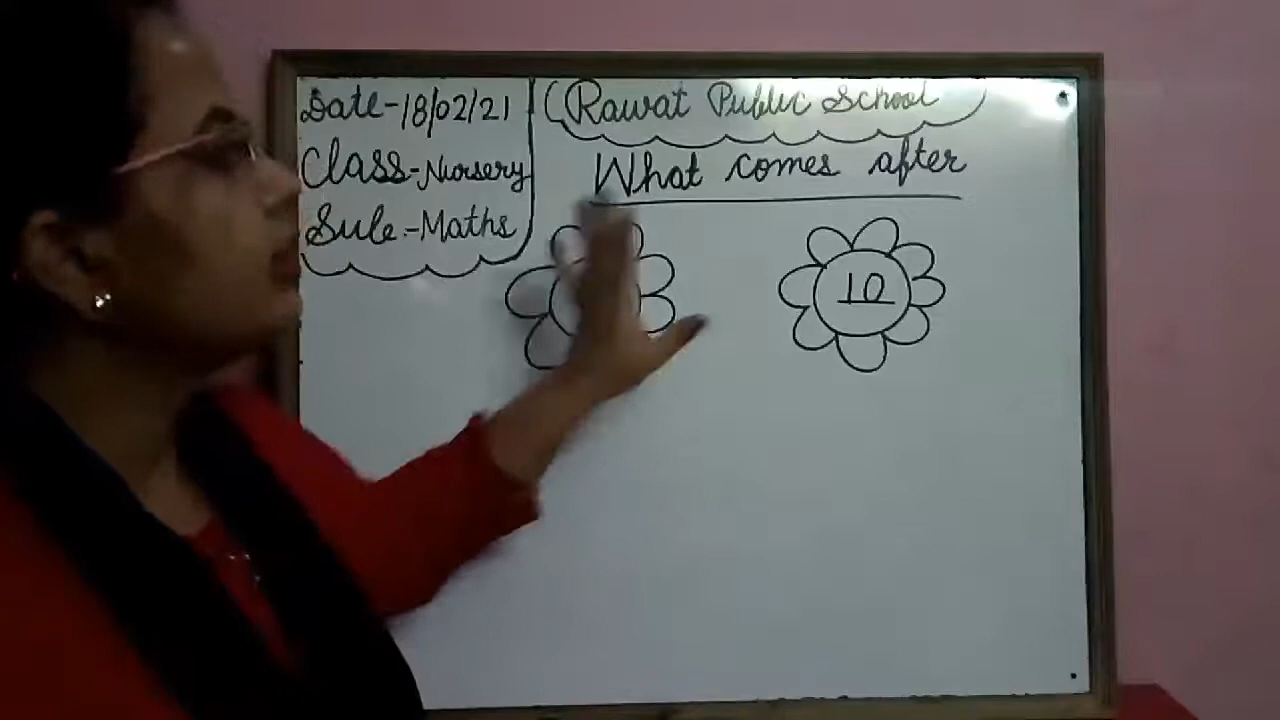 Date-18/02/21
Class-Nursery
Sub.-Maths
Rawat Public School
What comes after
10